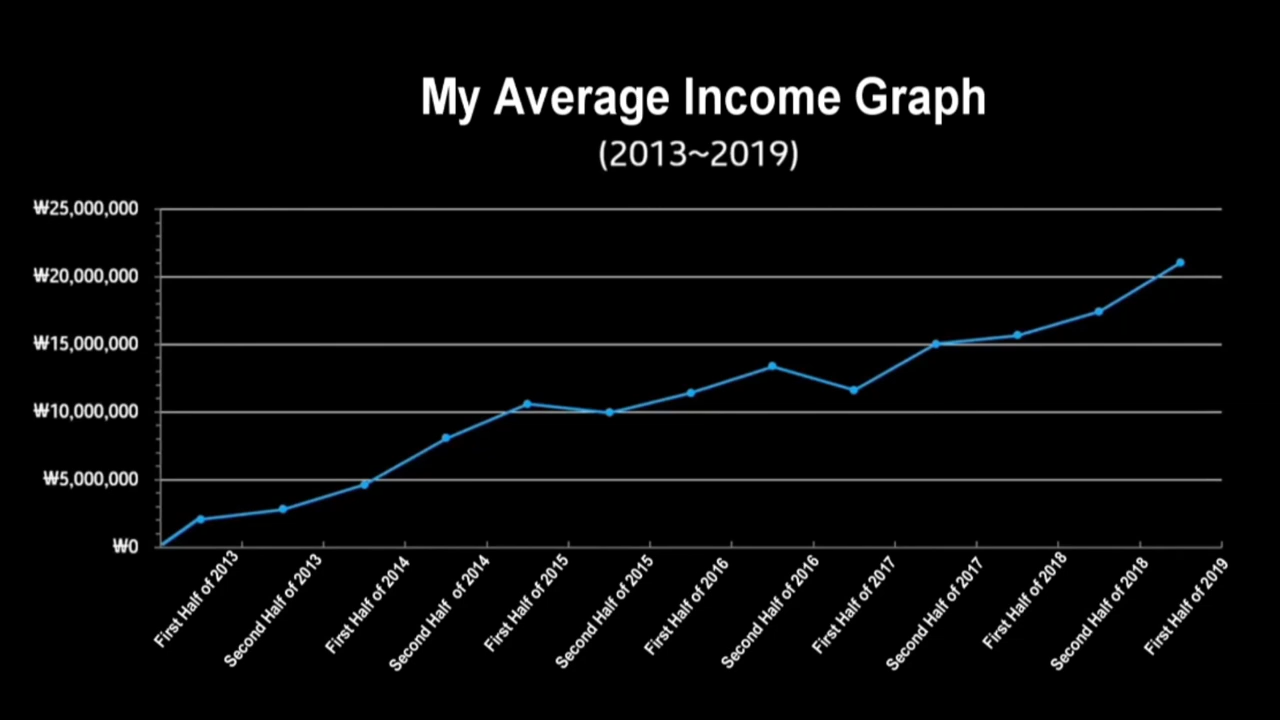 My Average Income Graph
(2013~2019)
₩25,000,000
₩20,000,000
₩15,000,000
₩10,000,000
₩5,000,000
₩0
First Half of 2013
Second Half of 2013
First Half of 2014
Second Half of 2014
First Half of 2015
Second Half of 2015
First Half of 2016
Second Half of 2016
First Half of 2017
Second Half of 2017
First Half of 2018
Second Half of 2018
First Half of 2019